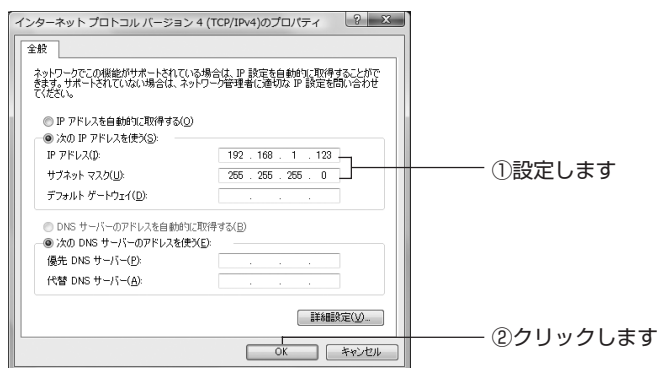 インターネット プロトコル バージョン 4 (TCP/IPv4)のプロパティ
全般
ネットワークでこの機能がサポートされている場合は、IP 設定を自動的に取得することがで
きます。サポートされていない場合は、ネットワーク管理者に適切な IP 設定を問い合わせ
てください。
IP アドレスを自動的に取得する(O)
次の IP アドレスを使う(S):
IP アドレス(I): 192 . 168 . 1 . 123
サブネット マスク(U): 255 . 255 . 255 . 0
①設定します
デフォルト ゲートウェイ(D): . . .
DNS サーバーのアドレスを自動的に取得する(B)
次の DNS サーバーのアドレスを使う(E):
優先 DNS サーバー(P): . . .
代替 DNS サーバー(A): . . .
詳細設定(V)...
OK キャンセル
②クリックします